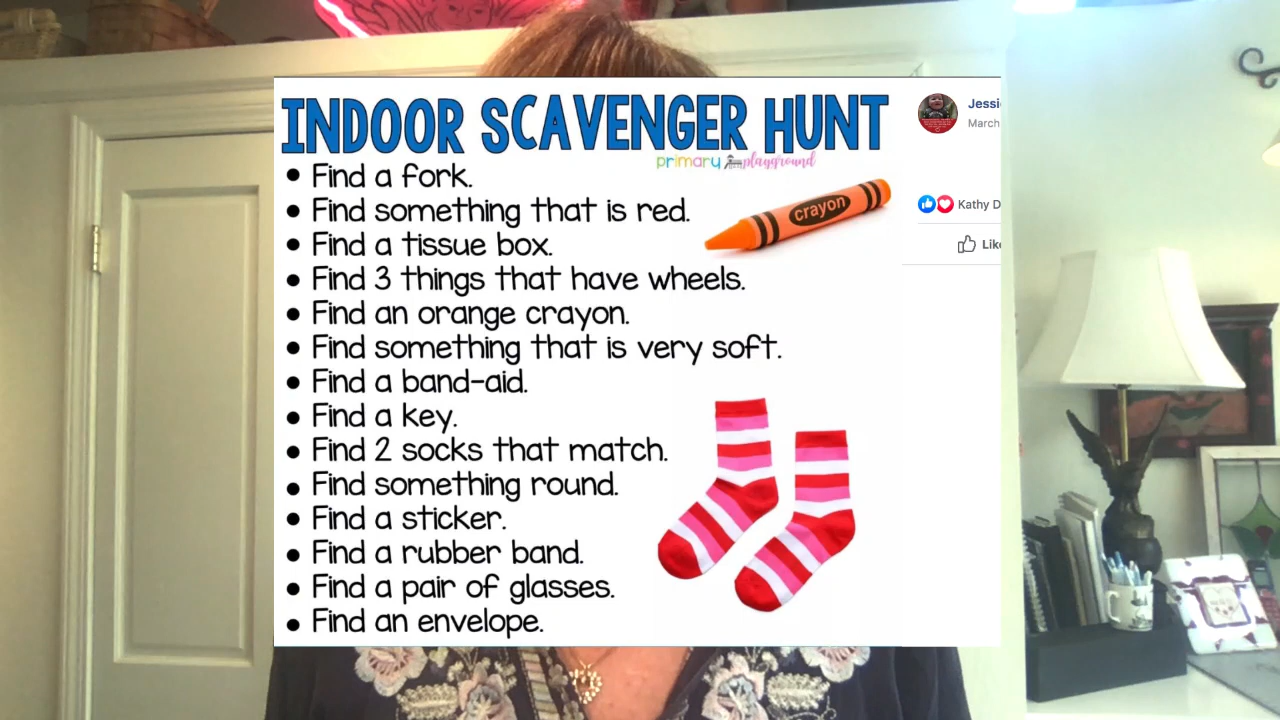 INDOOR SCAVENGER HUNT
primary playground
• Find a fork.
• Find something that is red.
• Find a tissue box.
• Find 3 things that have wheels.
• Find an orange crayon.
• Find something that is very soft.
• Find a band-aid.
• Find a key.
• Find 2 socks that match.
• Find something round.
• Find a sticker.
• Find a rubber band.
• Find a pair of glasses.
• Find an envelope.
crayon
Jessi
March
Kathy D
Lik